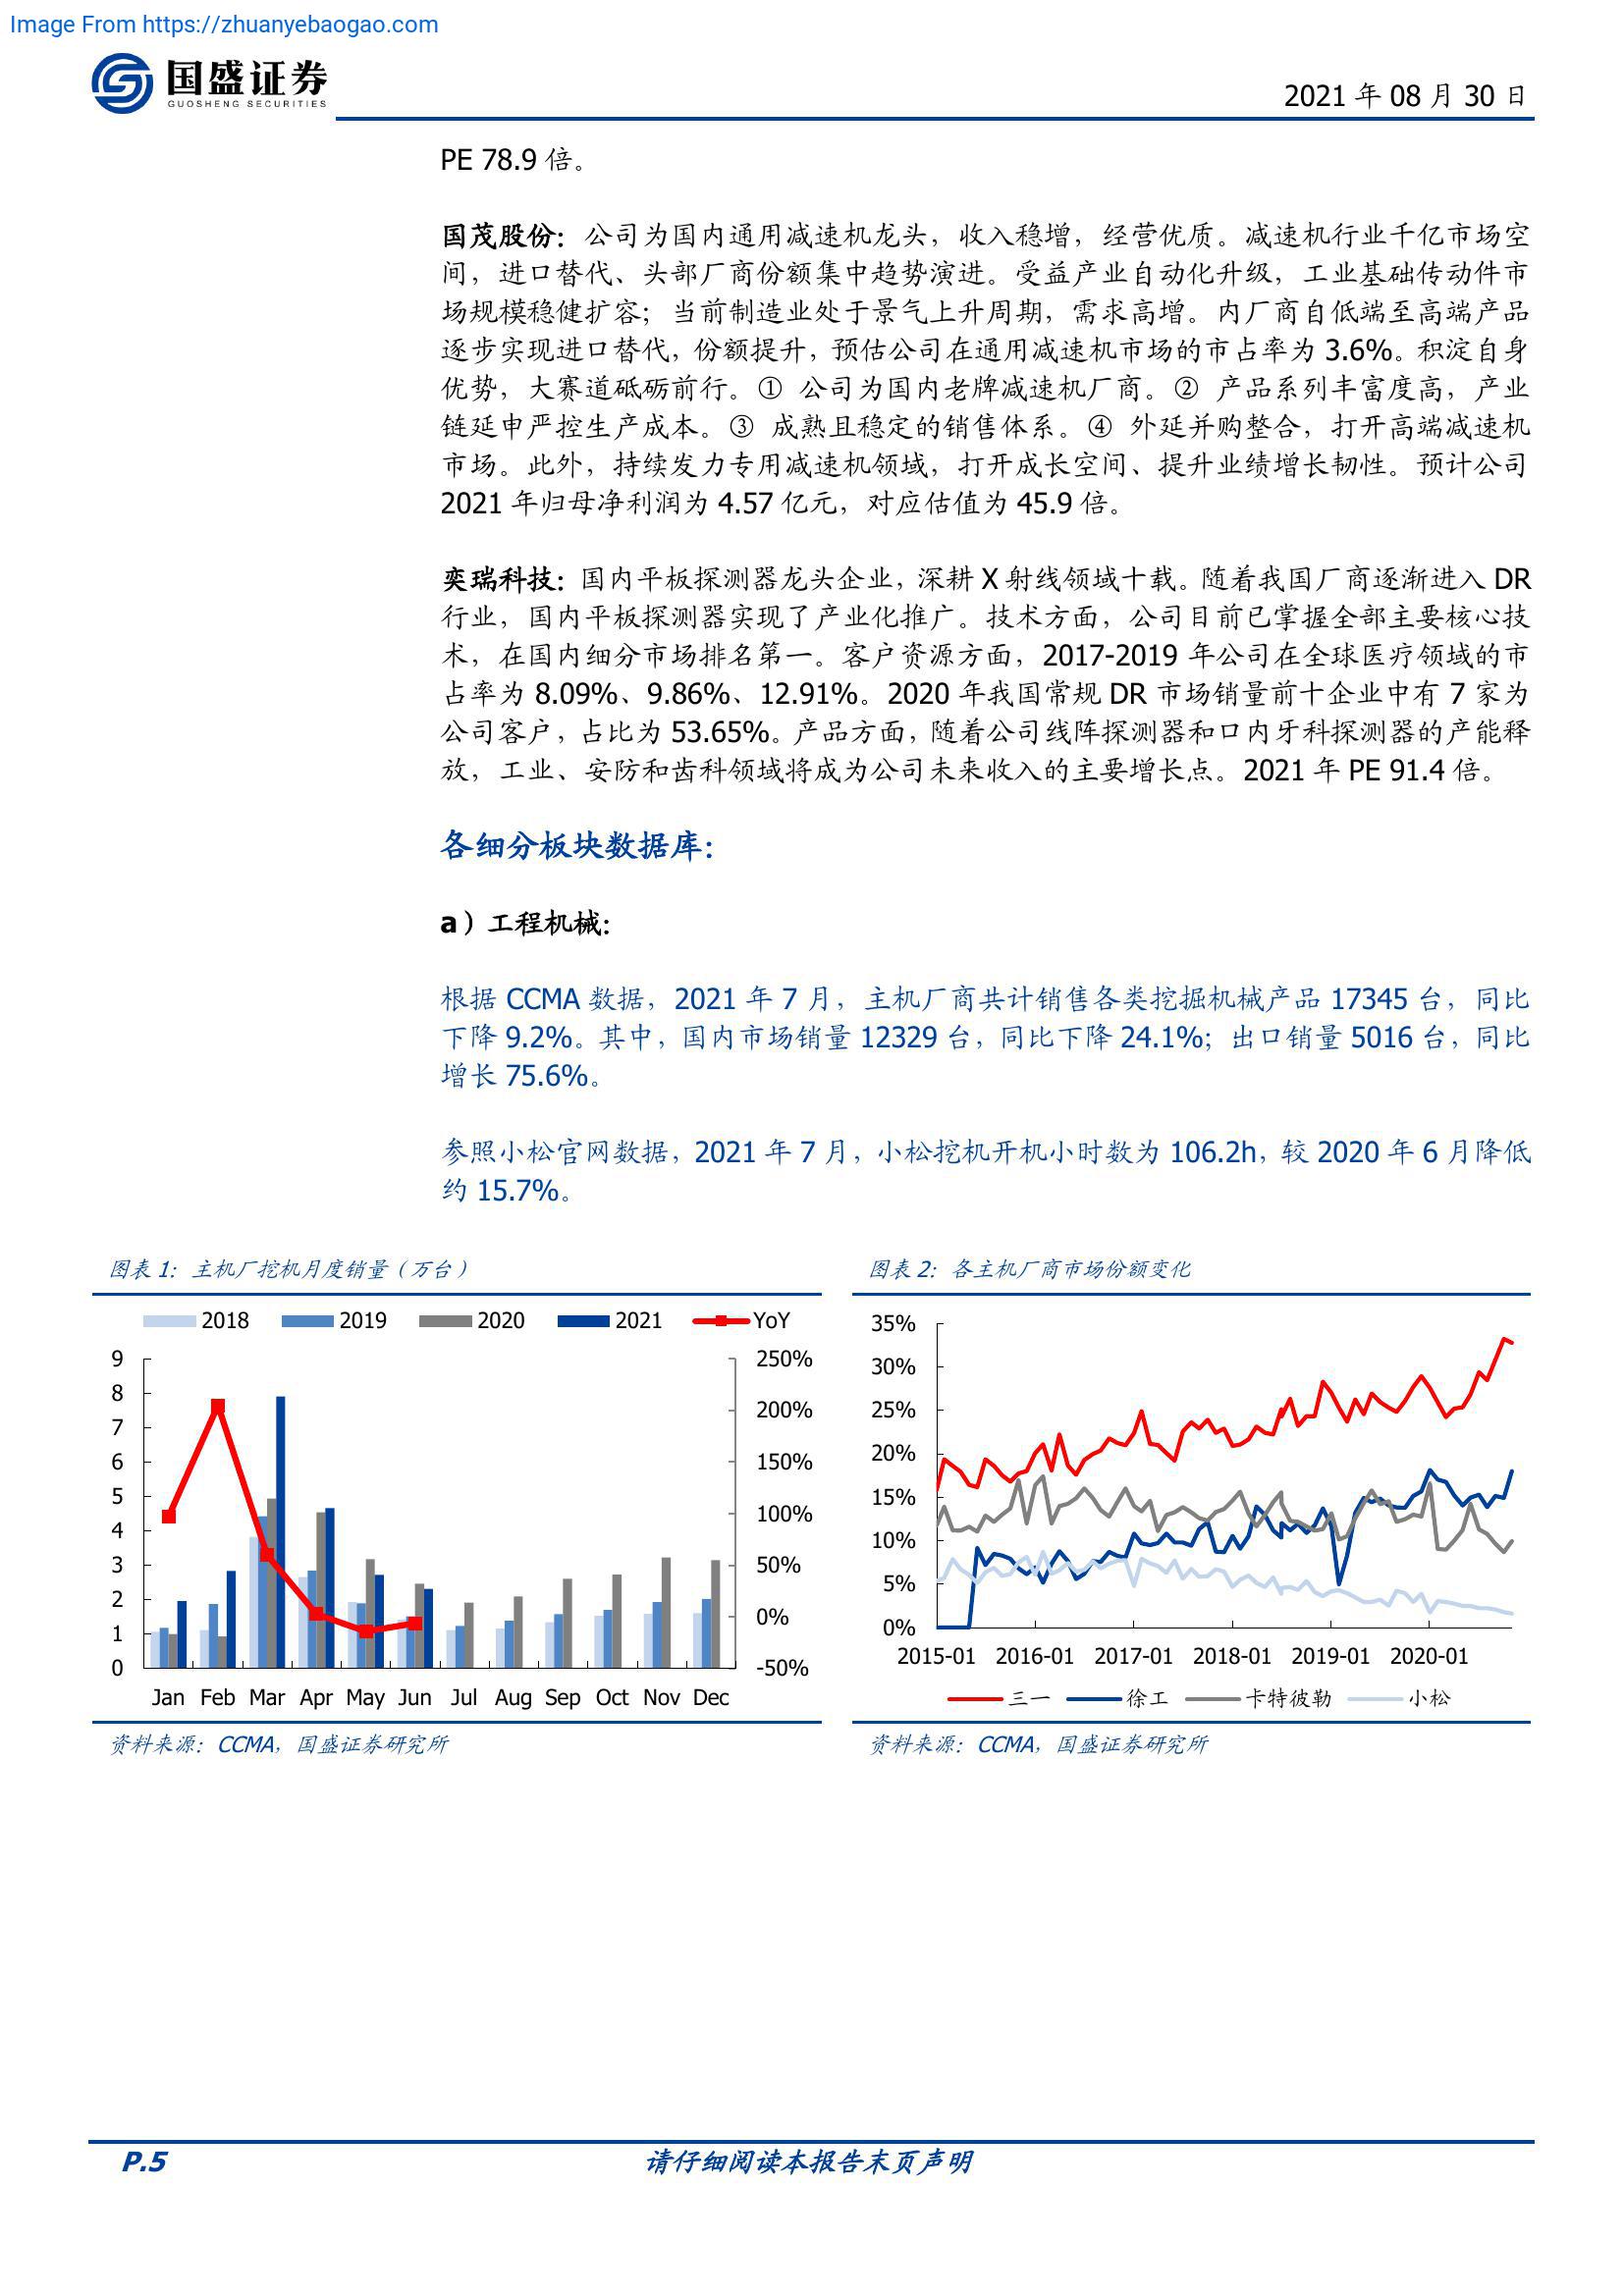 Image From https://zhuanyebaogao.com
国盛证券
GUOSHENG SECURITIES
2021 年 08 月 30 日
PE 78.9 倍。
国茂股份：公司为国内通用减速机龙头，收入稳增，经营优质。减速机行业千亿市场空
间，进口替代、头部厂商份额集中趋势演进。受益产业自动化升级，工业基础传动件市
场规模稳健扩容；当前制造业处于景气上升周期，需求高增。内厂商自低端至高端产品
逐步实现进口替代，份额提升，预估公司在通用减速机市场的市占率为 3.6%。积淀自身
优势，大赛道砥砺前行。① 公司为国内老牌减速机厂商。② 产品系列丰富度高，产业
链延申严控生产成本。③ 成熟且稳定的销售体系。④ 外延并购整合，打开高端减速机
市场。此外，持续发力专用减速机领域，打开成长空间、提升业绩增长韧性。预计公司
2021 年归母净利润为 4.57 亿元，对应估值为 45.9 倍。
奕瑞科技：国内平板探测器龙头企业，深耕 X 射线领域十载。随着我国厂商逐渐进入 DR
行业，国内平板探测器实现了产业化推广。技术方面，公司目前已掌握全部主要核心技
术，在国内细分市场排名第一。客户资源方面，2017-2019 年公司在全球医疗领域的市
占率为 8.09%、9.86%、12.91%。2020 年我国常规 DR 市场销量前十企业中有 7 家为
公司客户，占比为 53.65%。产品方面，随着公司线阵探测器和口内牙科探测器的产能释
放，工业、安防和齿科领域将成为公司未来收入的主要增长点。2021 年 PE 91.4 倍。
各细分板块数据库：
a）工程机械：
根据 CCMA 数据，2021 年 7 月，主机厂商共计销售各类挖掘机械产品 17345 台，同比
下降 9.2%。其中，国内市场销量 12329 台，同比下降 24.1%；出口销量 5016 台，同比
增长 75.6%。
参照小松官网数据，2021 年 7 月，小松挖机开机小时数为 106.2h，较 2020 年 6 月降低
约 15.7%。
图表 1：主机厂挖机月度销量（万台）
2018 2019 2020 2021 YoY
9 250%
8
7 200%
6 150%
5
4 100%
3 50%
2 0%
1
0 -50%
Jan Feb Mar Apr May Jun Jul Aug Sep Oct Nov Dec
资料来源：CCMA，国盛证券研究所
图表 2：各主机厂商市场份额变化
35%
30%
25%
20%
15%
10%
5%
0%
2015-01 2016-01 2017-01 2018-01 2019-01 2020-01
三一 徐工 卡特彼勒 小松
资料来源：CCMA，国盛证券研究所
P.5 请仔细阅读本报告末页声明